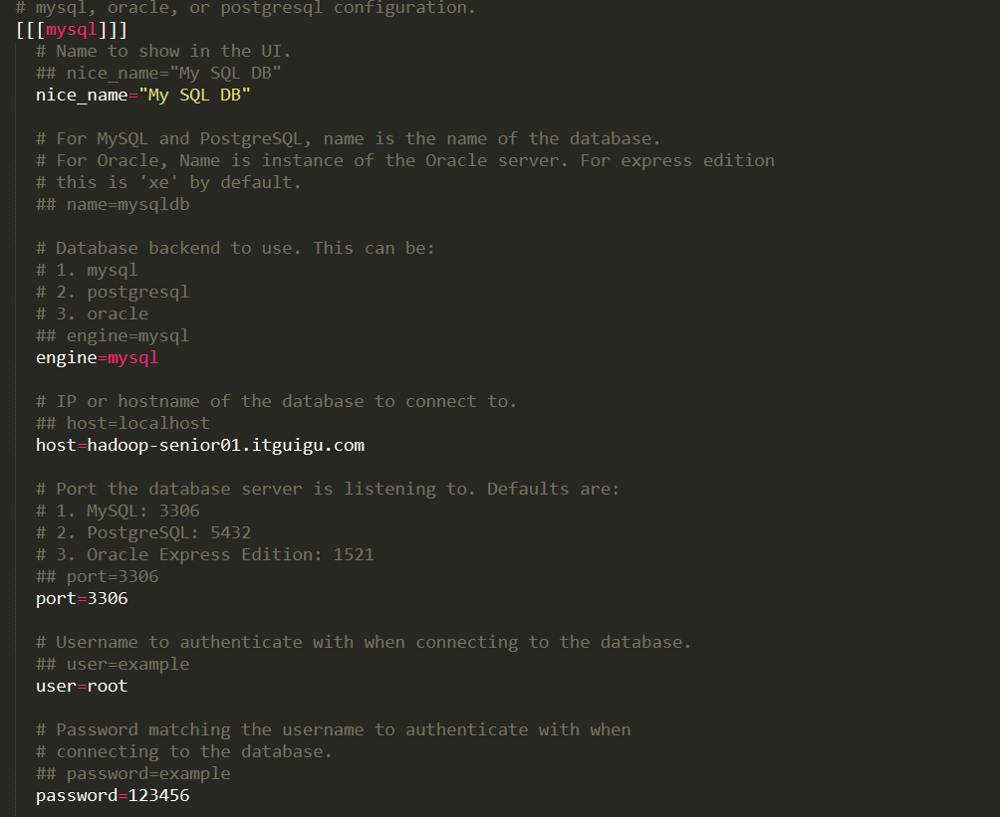 # mysql, oracle, or postgresql configuration.
[[[mysql]]]
# Name to show in the UI.
## nice_name="My SQL DB"
nice_name="My SQL DB"
# For MySQL and PostgreSQL, name is the name of the database.
# For Oracle, Name is instance of the Oracle server. For express edition
# this is 'xe' by default.
## name=mysqldb
# Database backend to use. This can be:
# 1. mysql
# 2. postgresql
# 3. oracle
## engine=mysql
engine=mysql
# IP or hostname of the database to connect to.
## host=localhost
host=hadoop-senior01.itguigu.com
# Port the database server is listening to. Defaults are:
# 1. MySQL: 3306
# 2. PostgreSQL: 5432
# 3. Oracle Express Edition: 1521
## port=3306
port=3306
# Username to authenticate with when connecting to the database.
## user=example
user=root
# Password matching the username to authenticate with when
# connecting to the database.
## password=example
password=123456